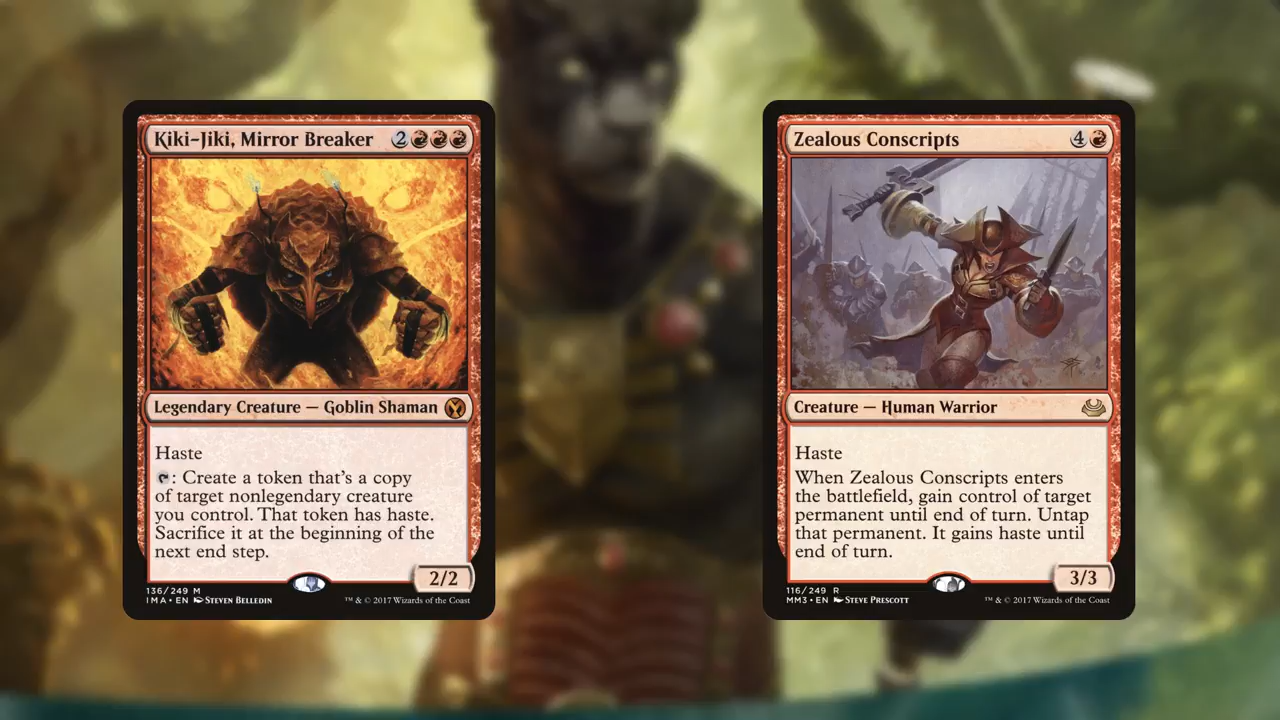 Kiki-Jiki, Mirror Breaker 2
Legendary Creature — Goblin Shaman
Haste
: Create a token that's a copy
of target nonlegendary creature
you control. That token has haste.
Sacrifice it at the beginning of the
next end step.
2/2
136/249 M
IMA • EN Steven Belledin
™ & © 2017 Wizards of the Coast
Zealous Conscripts 4
Creature — Human Warrior
Haste
When Zealous Conscripts enters
the battlefield, gain control of target
permanent until end of turn. Untap
that permanent. It gains haste until
end of turn.
3/3
116/249 R
MM3 • EN Steve Prescott
™ & © 2017 Wizards of the Coast